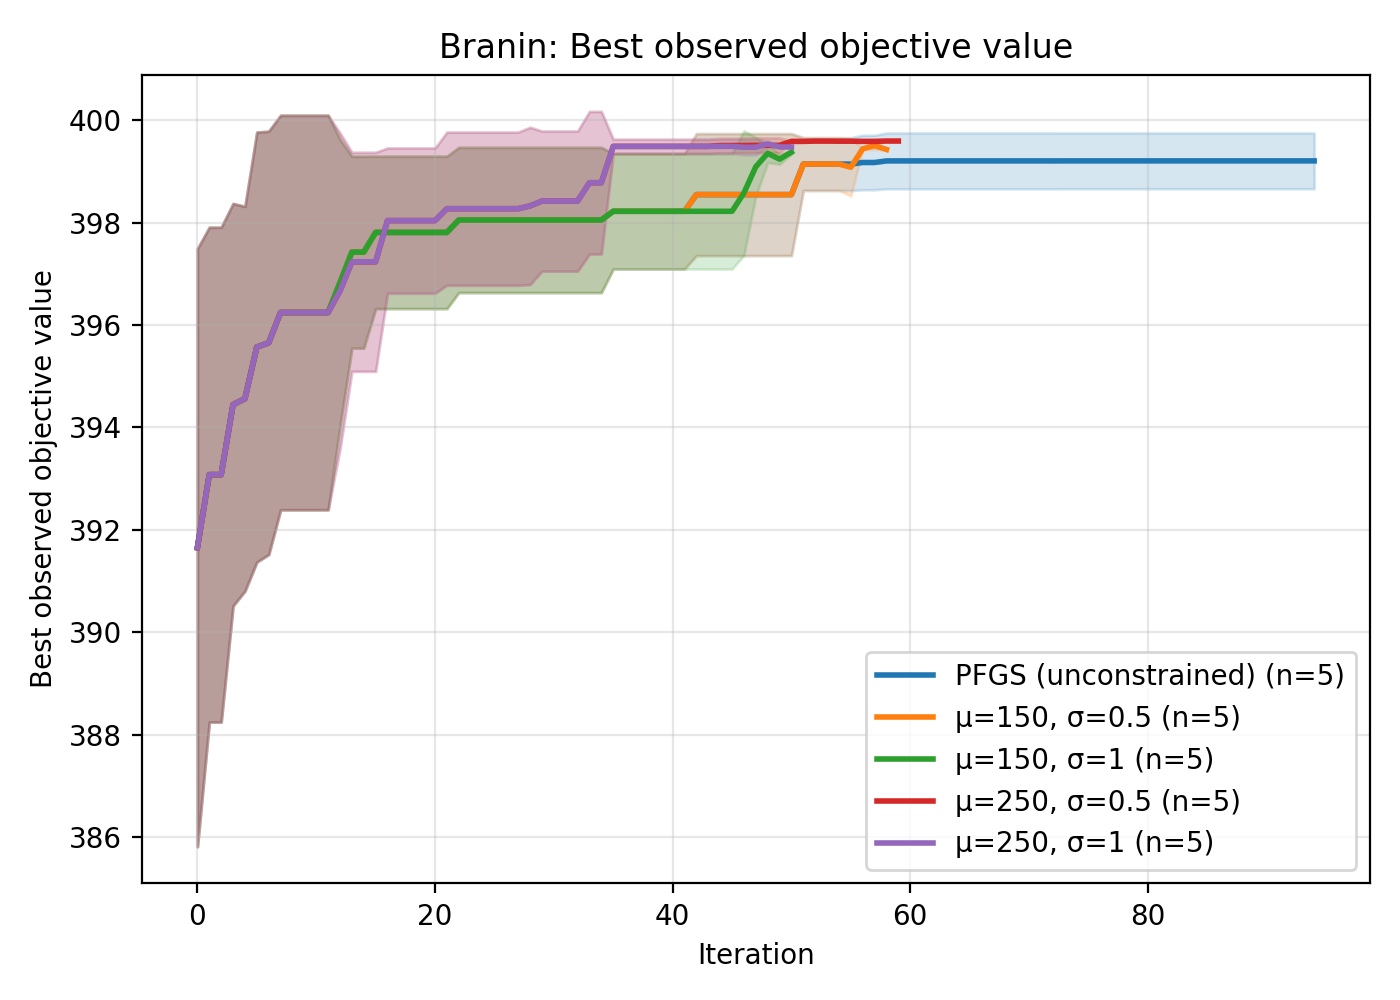 Branin: Best observed objective value
Best observed objective value
400
398
396
394
392
390
388
386
0
20
40
60
80
Iteration
PFGS (unconstrained) (n=5)
μ=150, σ=0.5 (n=5)
μ=150, σ=1 (n=5)
μ=250, σ=0.5 (n=5)
μ=250, σ=1 (n=5)